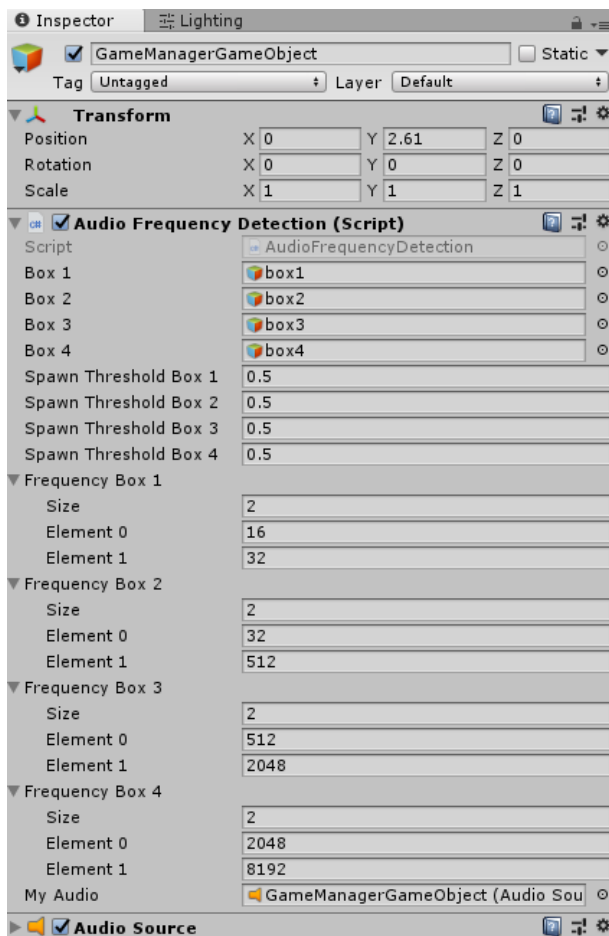 Inspector Lighting
GameManagerGameObject Static
Tag Untagged Layer Default
Transform
Position X 0 Y 2.61 Z 0
Rotation X 0 Y 0 Z 0
Scale X 1 Y 1 Z 1
Audio Frequency Detection (Script)
Script AudioFrequencyDetection
Box 1 box1
Box 2 box2
Box 3 box3
Box 4 box4
Spawn Threshold Box 1 0.5
Spawn Threshold Box 2 0.5
Spawn Threshold Box 3 0.5
Spawn Threshold Box 4 0.5
Frequency Box 1
Size 2
Element 0 16
Element 1 32
Frequency Box 2
Size 2
Element 0 32
Element 1 512
Frequency Box 3
Size 2
Element 0 512
Element 1 2048
Frequency Box 4
Size 2
Element 0 2048
Element 1 8192
My Audio GameManagerGameObject (Audio Sou
Audio Source